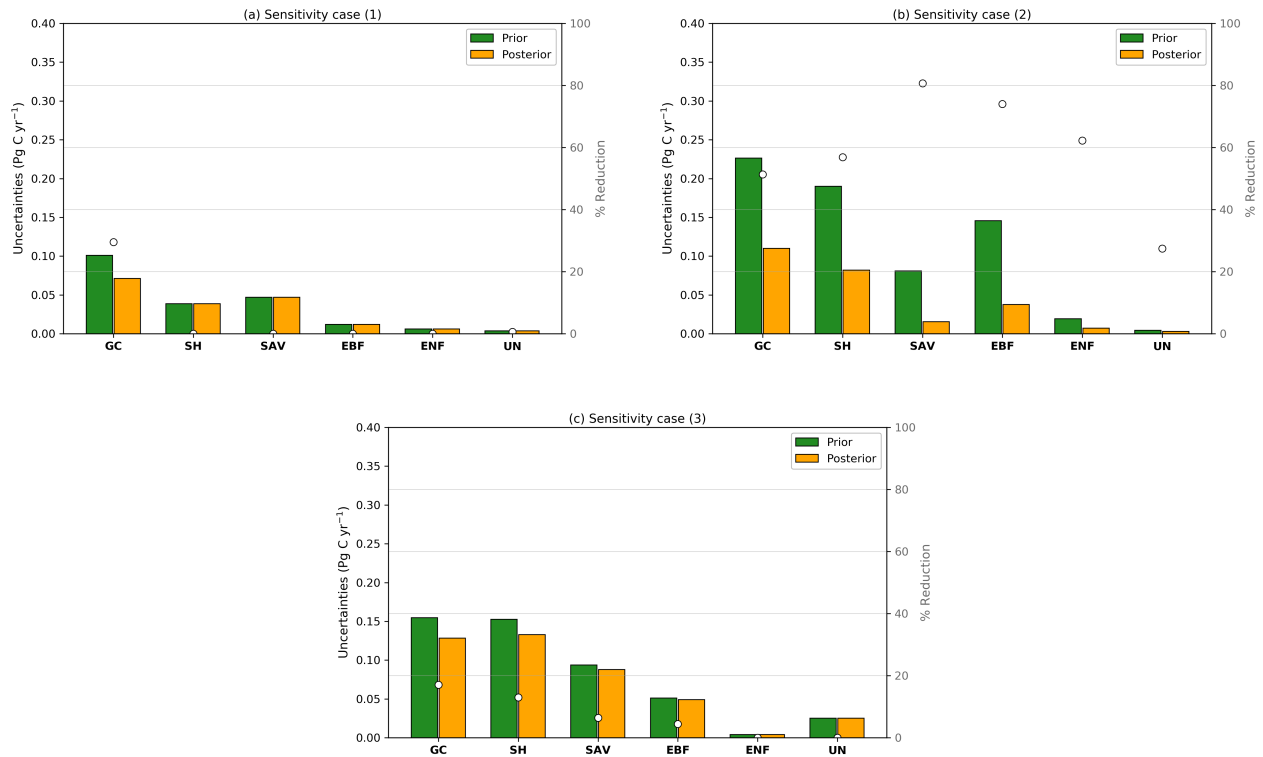 (a) Sensitivity case (1)
Uncertainties (Pg C yr⁻¹)
0.40
0.35
0.30
0.25
0.20
0.15
0.10
0.05
0.00
Prior
Posterior
100
80
60
40
20
0
% Reduction
GC SH SAV EBF ENF UN
(b) Sensitivity case (2)
Uncertainties (Pg C yr⁻¹)
0.40
0.35
0.30
0.25
0.20
0.15
0.10
0.05
0.00
Prior
Posterior
100
80
60
40
20
0
% Reduction
GC SH SAV EBF ENF UN
(c) Sensitivity case (3)
Uncertainties (Pg C yr⁻¹)
0.40
0.35
0.30
0.25
0.20
0.15
0.10
0.05
0.00
Prior
Posterior
100
80
60
40
20
0
% Reduction
GC SH SAV EBF ENF UN